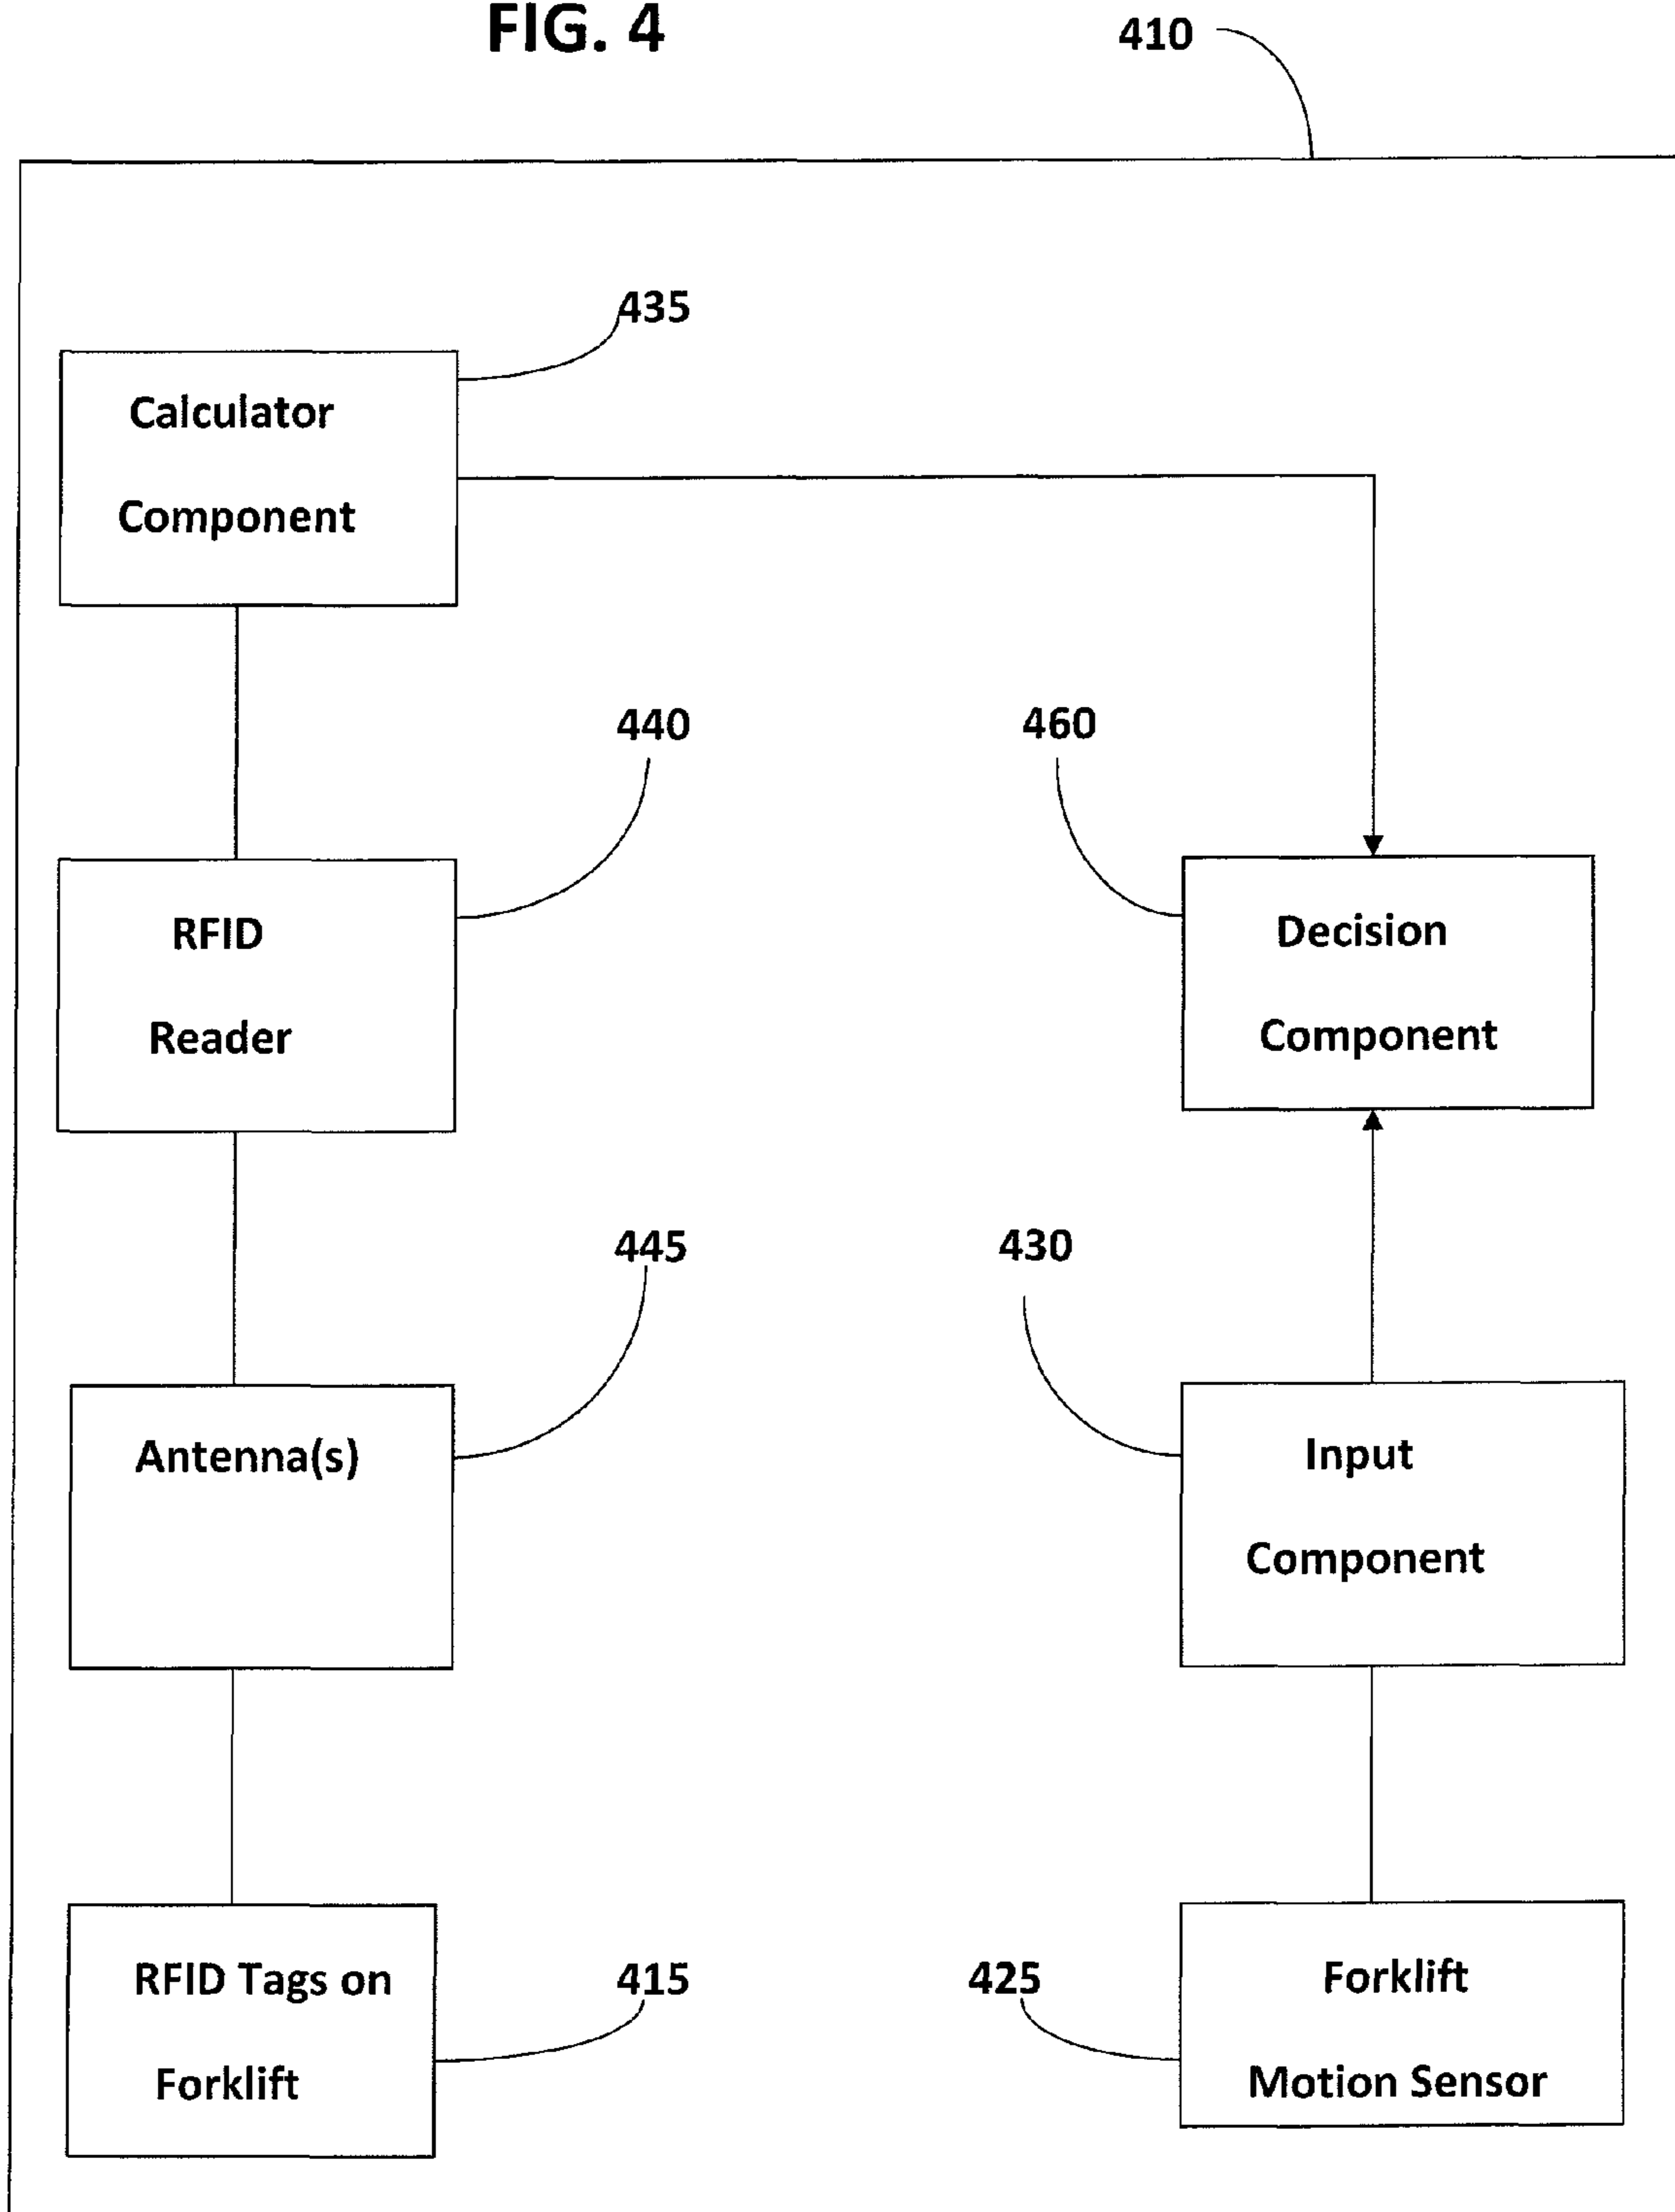 FIG. 4
410
435
Calculator
Component
440
460
RFID
Reader
Decision
Component
445
430
Antenna(s)
Input
Component
RFID Tags on
Forklift
415
425
Forklift
Motion Sensor